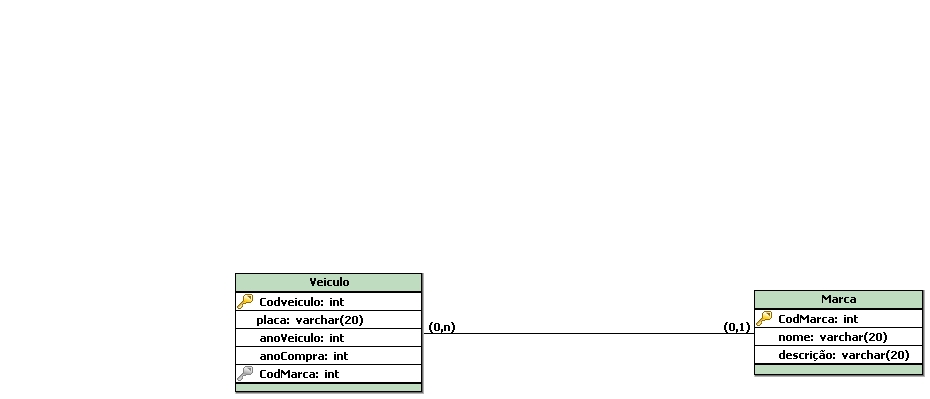 Veiculo
Codveiculo: int
placa: varchar(20)
anoVeiculo: int
anoCompra: int
CodMarca: int
(0,n)
(0,1)
Marca
CodMarca: int
nome: varchar(20)
descrição: varchar(20)